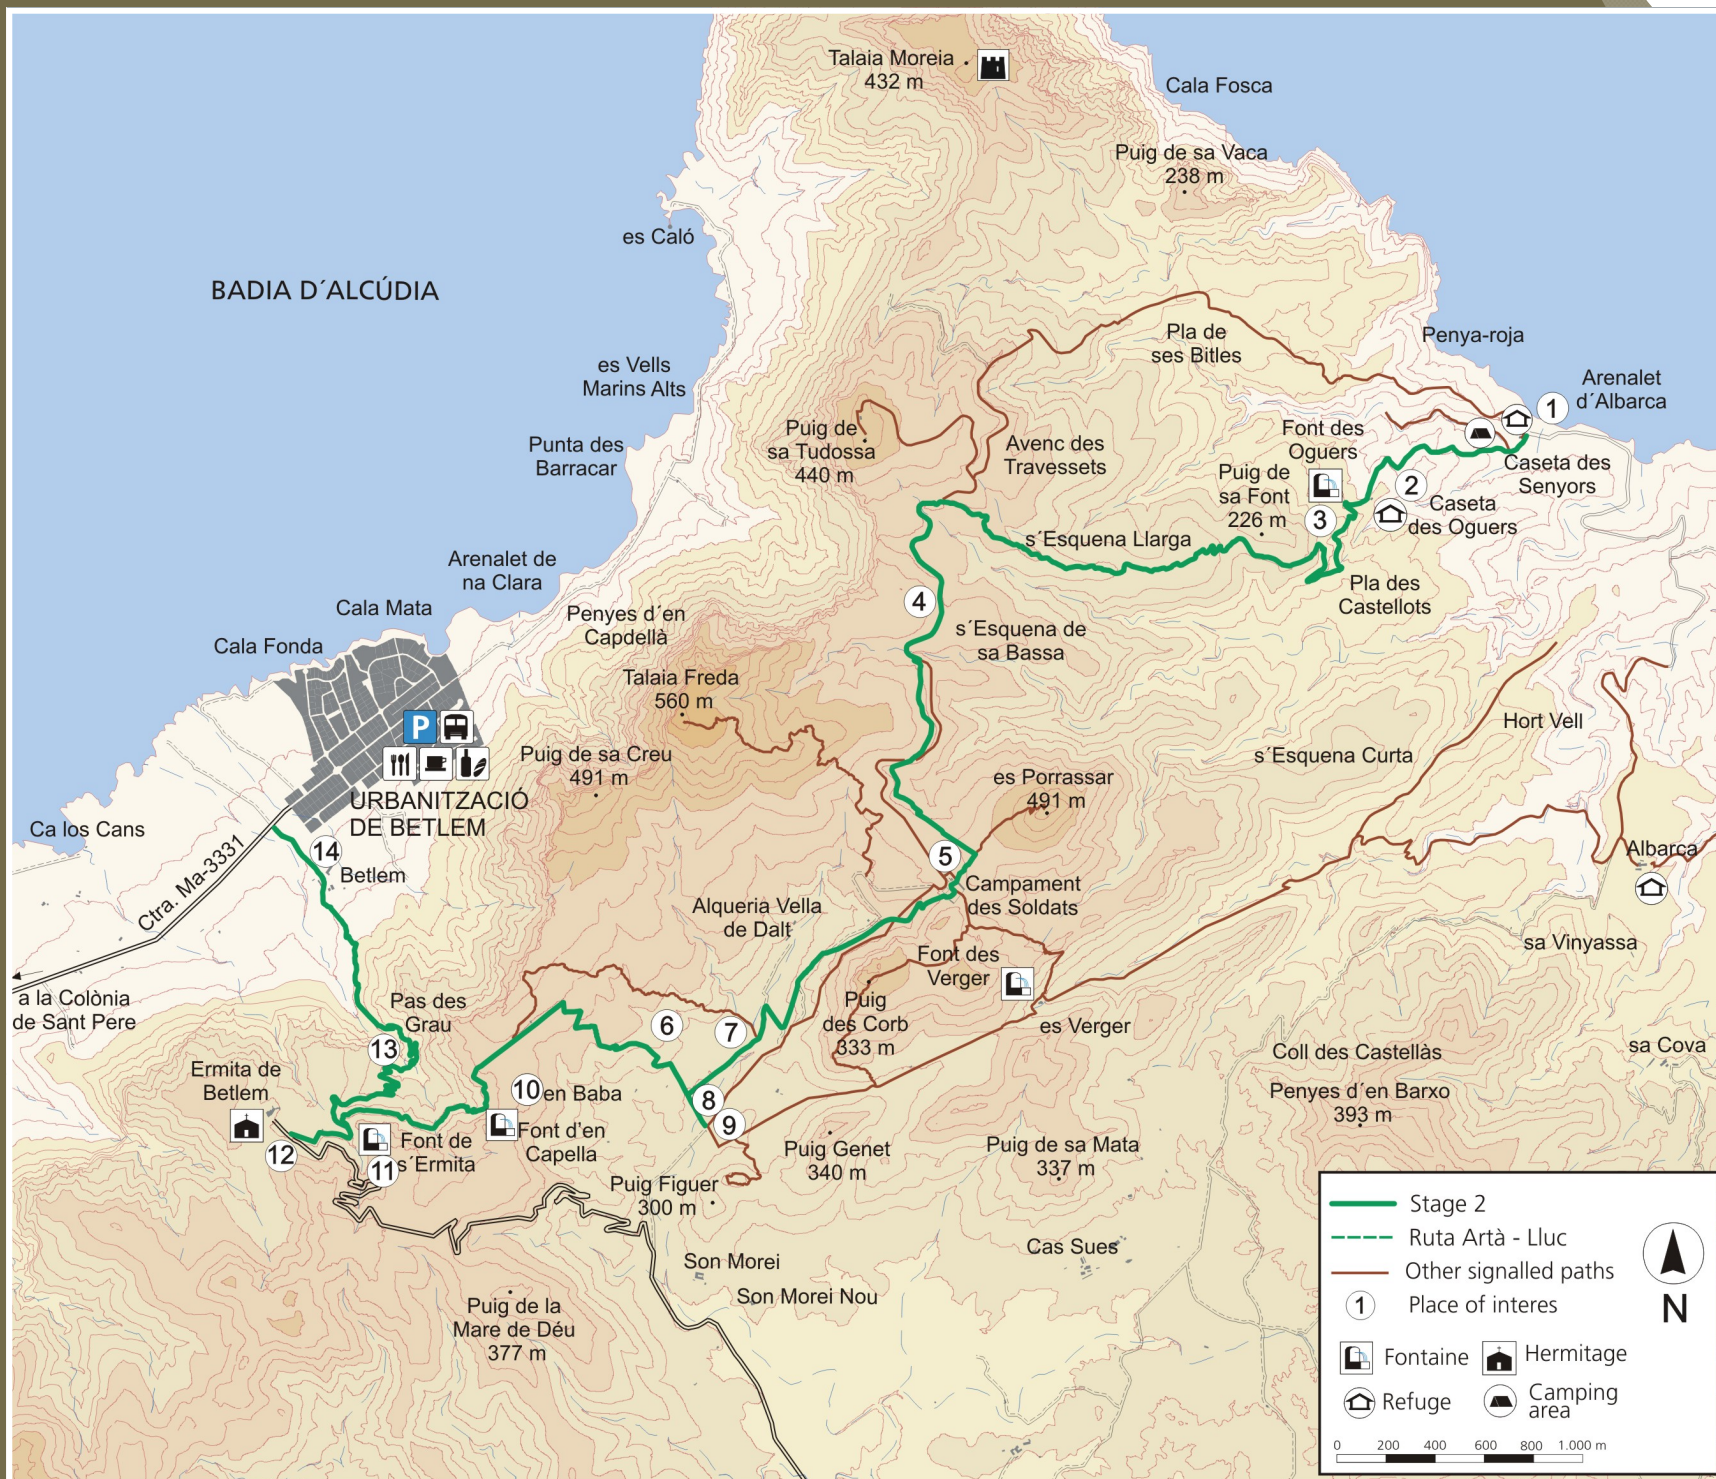 Talaia Moreia
432 m
Cala Fosca
Puig de sa Vaca
238 m
es Caló
BADIA D´ALCÚDIA
Pla de
ses Bitles
Penya-roja
es Vells
Marins Alts
Arenalet
d´Albarca
1
Puig de
sa Tudossa
440 m
Punta des
Barracar
Avenc des
Travessets
Font des
Oguers
Puig de
sa Font
226 m
Caseta des
Senyors
2
Caseta
des Oguers
3
s´Esquena Llarga
Arenalet de
na Clara
Pla des
Castellots
4
Cala Mata
Cala Fonda
Penyes d´en
Capdellà
s´Esquena de
sa Bassa
Talaia Freda
560 m
P
Hort Vell
Puig de sa Creu
491 m
s´Esquena Curta
es Porrassar
491 m
URBANITZACIÓ
DE BETLEM
Ca los Cans
14
Betlem
Ctra. Ma-3331
5
Albarca
Campament
des Soldats
Alqueria Vella
de Dalt
sa Vinyassa
Font des
Verger
a la Colònia
de Sant Pere
Pas des
Grau
Puig
des Corb
333 m
es Verger
6
7
13
Coll des Castellàs
sa Cova
Ermita de
Betlem
10
en Baba
8
9
Penyes d´en Barxo
393 m
12
11
Font de
s´Ermita
Font d'en
Capella
Puig Genet
340 m
Puig de sa Mata
337 m
Puig Figuer
300 m
Son Morei
Son Morei Nou
Cas Sues
Puig de la
Mare de Déu
377 m
Stage 2
Ruta Artà - Lluc
Other signalled paths
1 Place of interes
N
Fontaine
Hermitage
Refuge
Camping
area
0 200 400 600 800 1.000 m